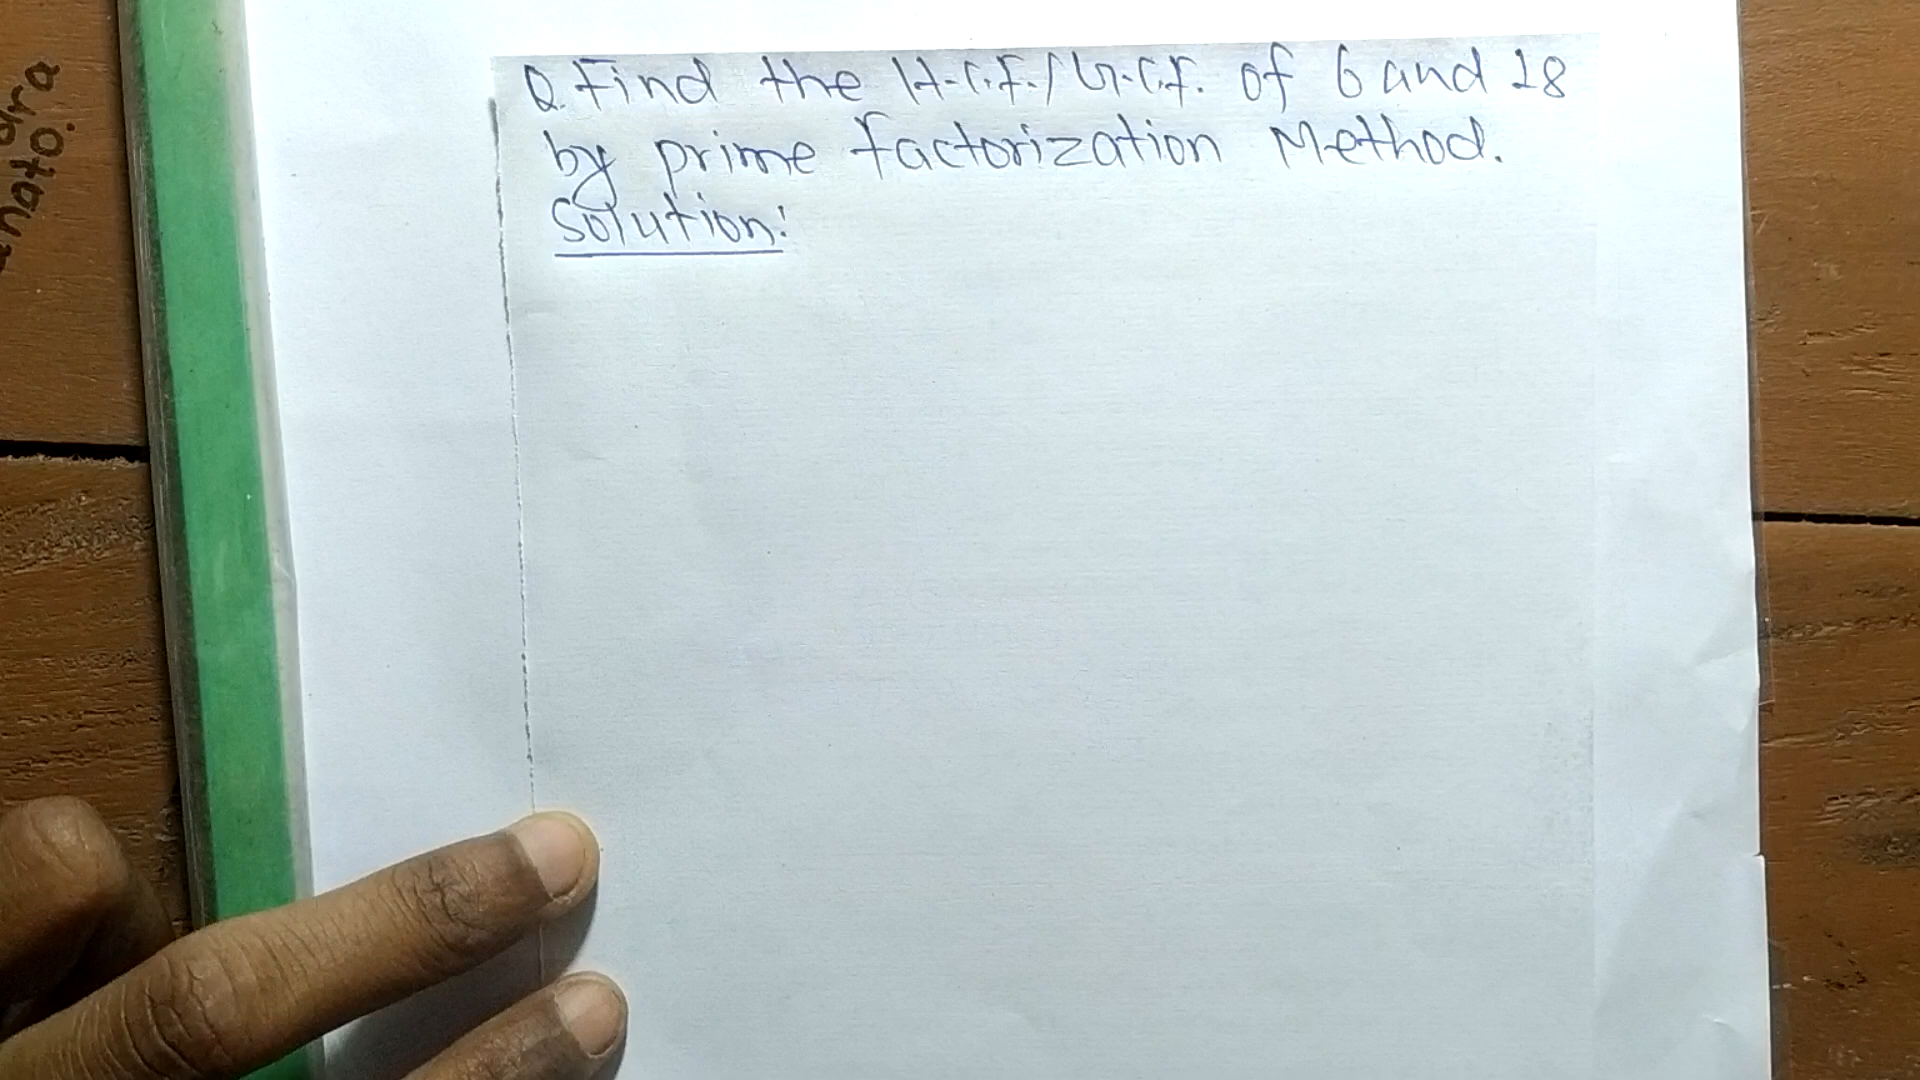 Q. Find the H.C.F./G.C.F. of 6 and 18
by prime factorization Method.
Solution: